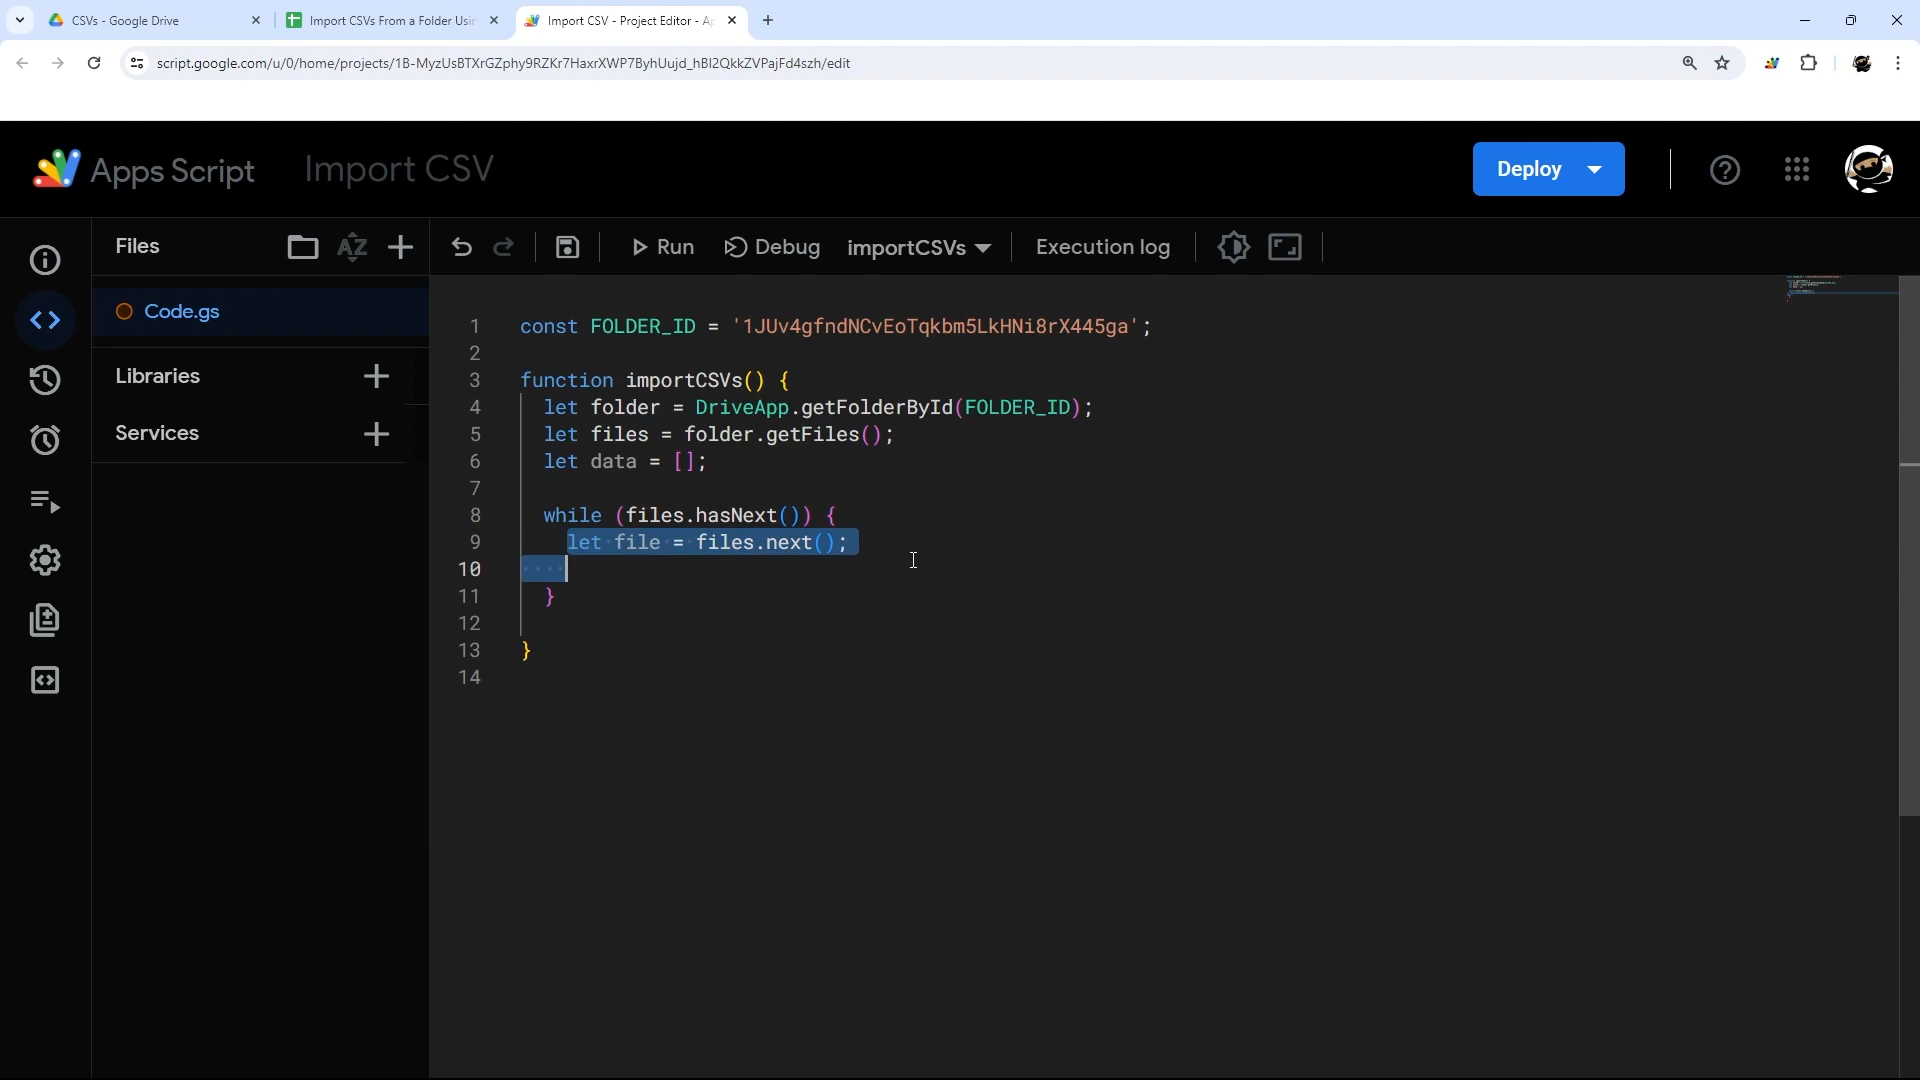 CSVs - Google Drive
Import CSVs From a Folder Usin
Import CSV - Project Editor - Ap
script.google.com/u/0/home/projects/1B-MyzUsBTXrGZphy9RZKr7HaxrXWP7ByhUujd_hBl2QkkZVPajFd4szh/edit
Apps Script
Import CSV
Deploy
Files
Run
Debug
importCSVs
Execution log
Code.gs
Libraries
Services
1 const FOLDER_ID = '1JUv4gfndNCvEoTqkbm5LkHNi8rX445ga';
2
3 function importCSVs() {
4 let folder = DriveApp.getFolderById(FOLDER_ID);
5 let files = folder.getFiles();
6 let data = [];
7
8 while (files.hasNext()) {
9 let file = files.next();
10
11 }
12
13 }
14